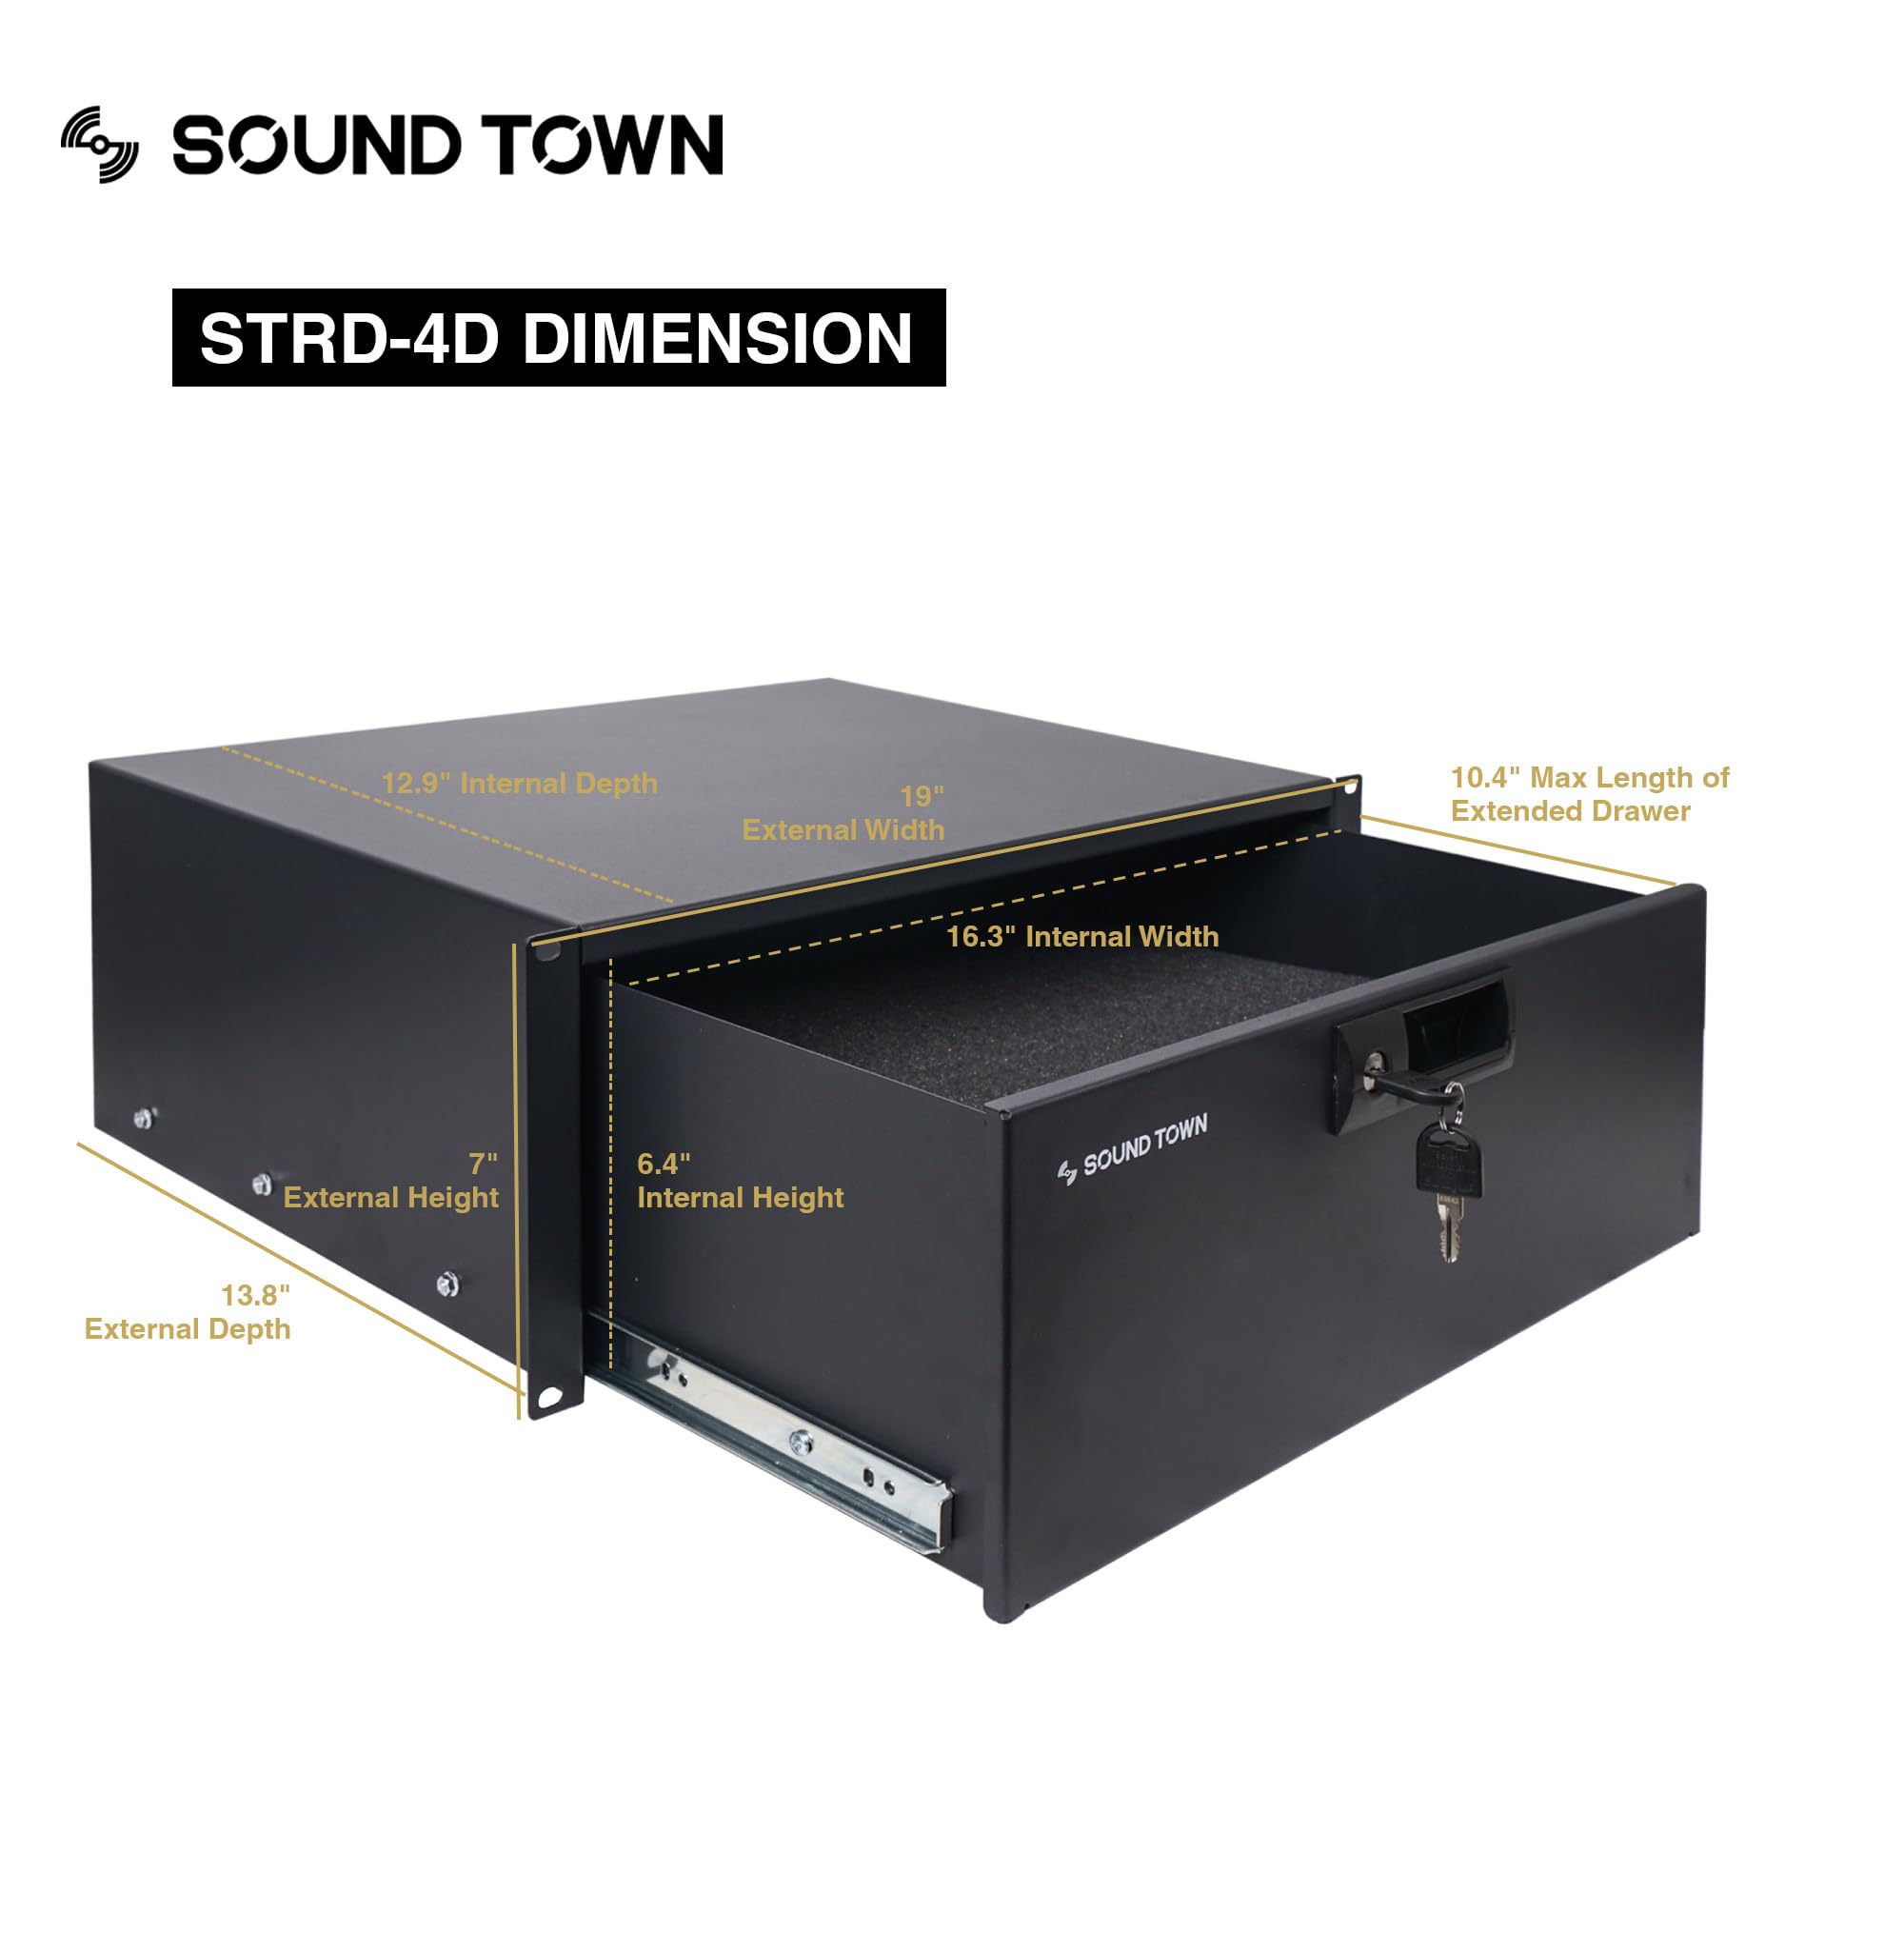 SOUND TOWN
STRD-4D DIMENSION
12.9" Internal Depth
19"
External Width
10.4" Max Length of
Extended Drawer
16.3" Internal Width
SOUND TOWN
7"
External Height
6.4"
Internal Height
13.8"
External Depth